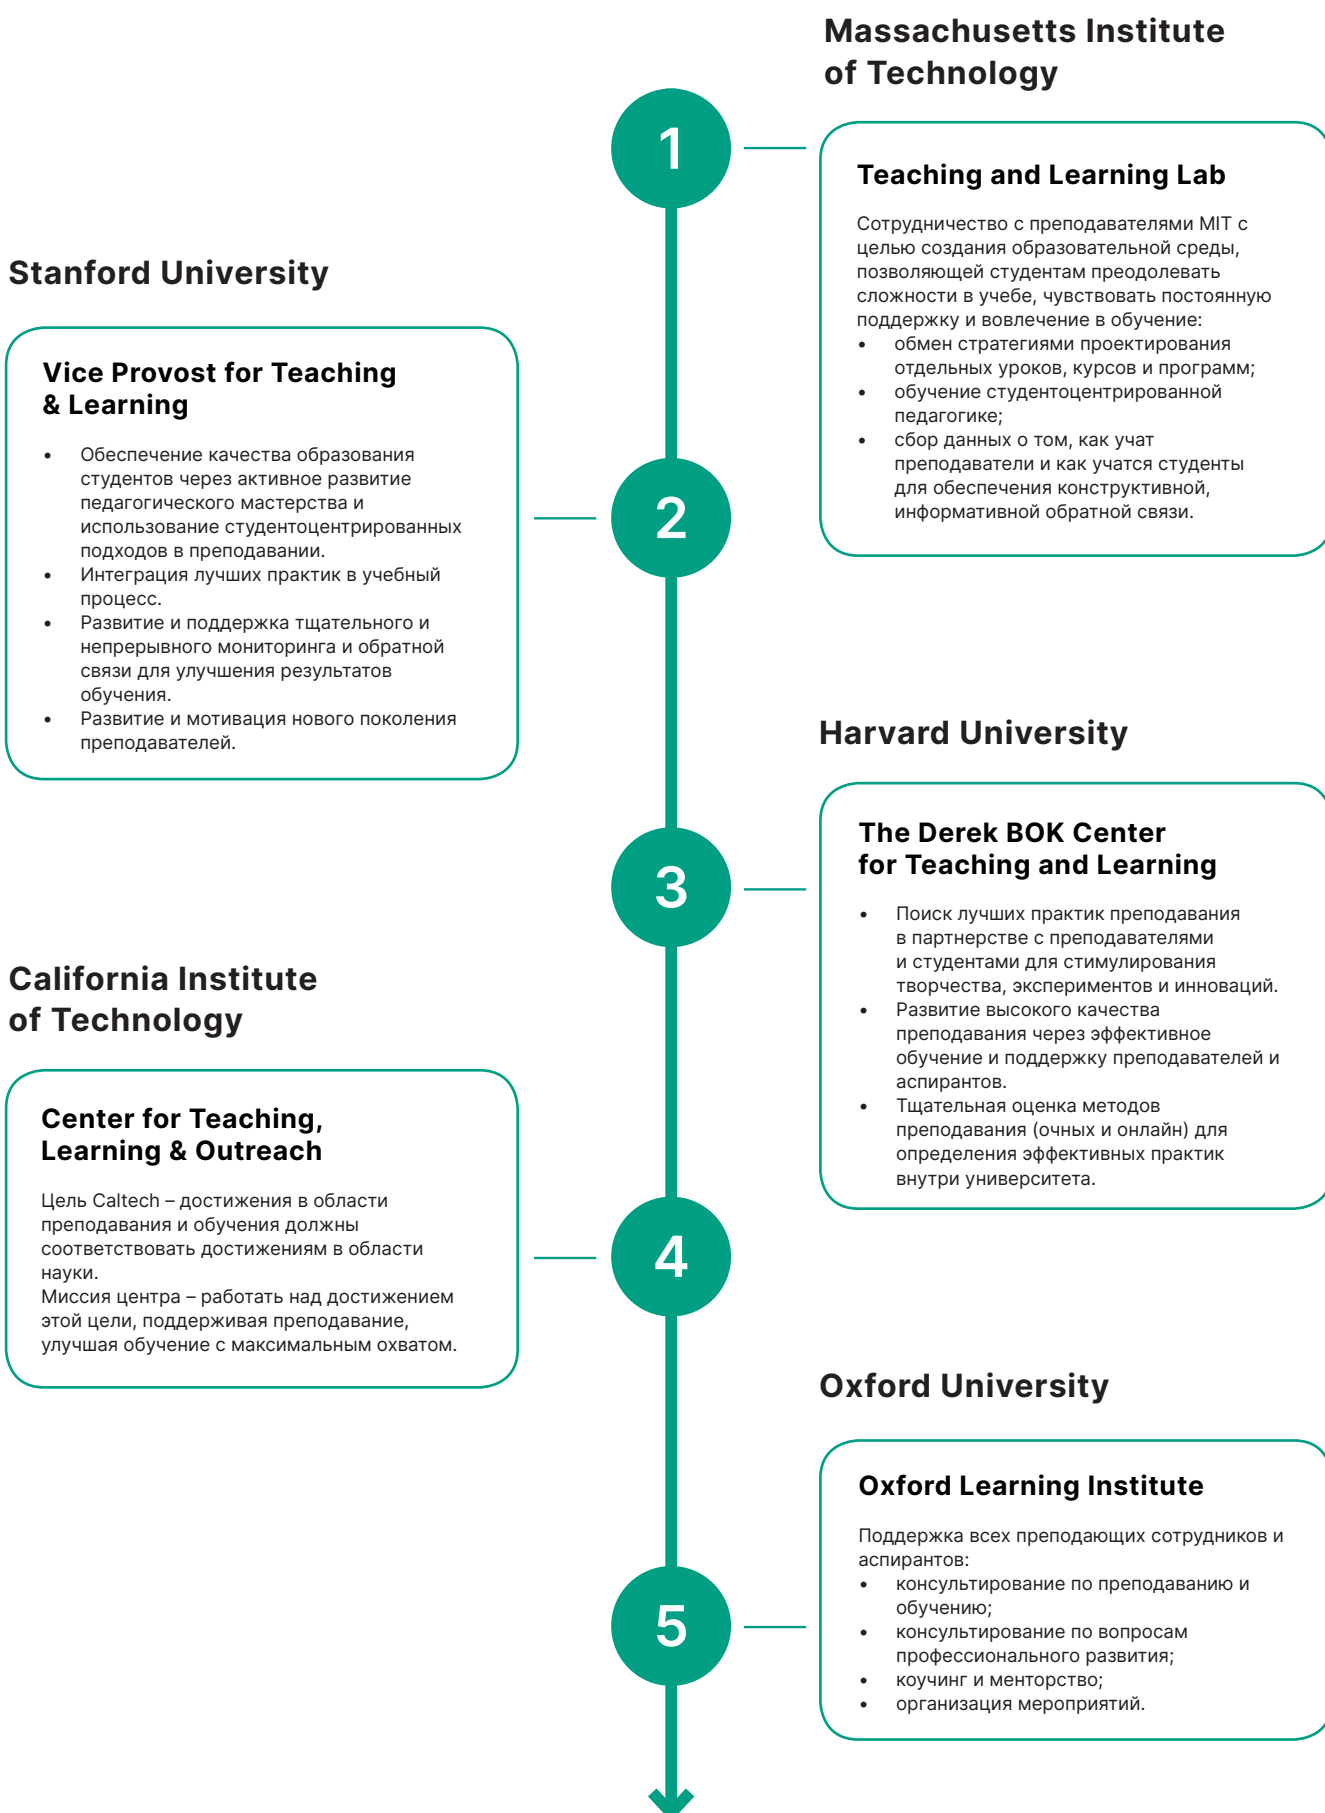 Massachusetts Institute
of Technology
1
Teaching and Learning Lab
Сотрудничество с преподавателями MIT с
целью создания образовательной среды,
позволяющей студентам преодолевать
сложности в учебе, чувствовать постоянную
поддержку и вовлечение в обучение:
• обмен стратегиями проектирования
отдельных уроков, курсов и программ;
• обучение студентоцентрированной
педагогике;
• сбор данных о том, как учат
преподаватели и как учатся студенты
для обеспечения конструктивной,
информативной обратной связи.
Stanford University
2
Vice Provost for Teaching
& Learning
• Обеспечение качества образования
студентов через активное развитие
педагогического мастерства и
использование студентоцентрированных
подходов в преподавании.
• Интеграция лучших практик в учебный
процесс.
• Развитие и поддержка тщательного и
непрерывного мониторинга и обратной
связи для улучшения результатов
обучения.
• Развитие и мотивация нового поколения
преподавателей.
Harvard University
3
The Derek BOK Center
for Teaching and Learning
• Поиск лучших практик преподавания
в партнерстве с преподавателями
и студентами для стимулирования
творчества, экспериментов и инноваций.
• Развитие высокого качества
преподавания через эффективное
обучение и поддержку преподавателей и
аспирантов.
• Тщательная оценка методов
преподавания (очных и онлайн) для
определения эффективных практик
внутри университета.
California Institute
of Technology
4
Center for Teaching,
Learning & Outreach
Цель Caltech – достижения в области
преподавания и обучения должны
соответствовать достижениям в области
науки.
Миссия центра – работать над достижением
этой цели, поддерживая преподавание,
улучшая обучение с максимальным охватом.
Oxford University
5
Oxford Learning Institute
Поддержка всех преподающих сотрудников и
аспирантов:
• консультирование по преподаванию и
обучению;
• консультирование по вопросам
профессионального развития;
• коучинг и менторство;
• организация мероприятий.